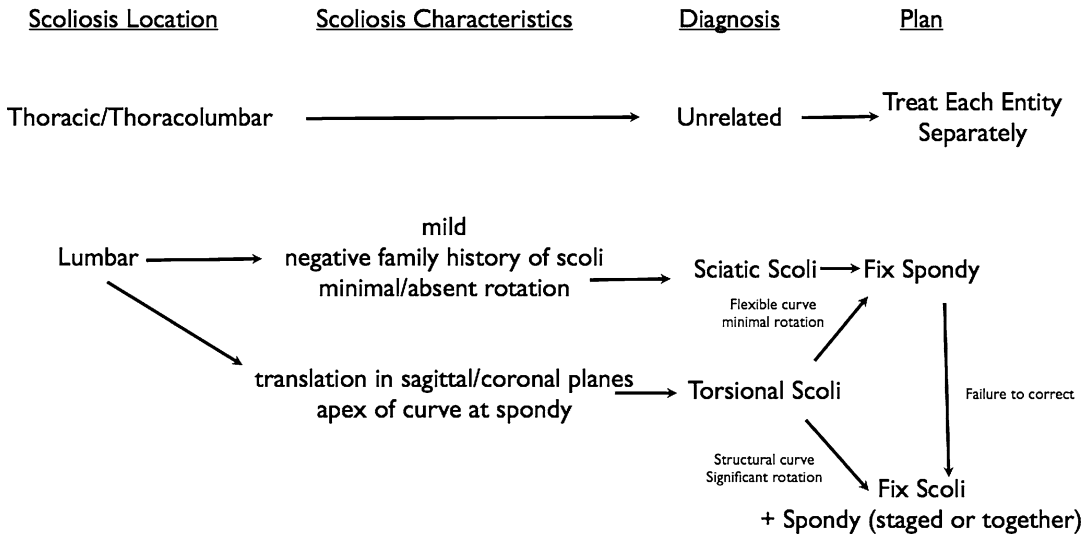 Scoliosis Location
Scoliosis Characteristics
Diagnosis
Plan
Thoracic/Thoracolumbar
Unrelated
Treat Each Entity
Separately
Lumbar
mild
negative family history of scoli
minimal/absent rotation
Sciatic Scoli
Fix Spondy
Flexible curve
minimal rotation
translation in sagittal/coronal planes
apex of curve at spondy
Torsional Scoli
Failure to correct
Structural curve
Significant rotation
Fix Scoli
+ Spondy (staged or together)